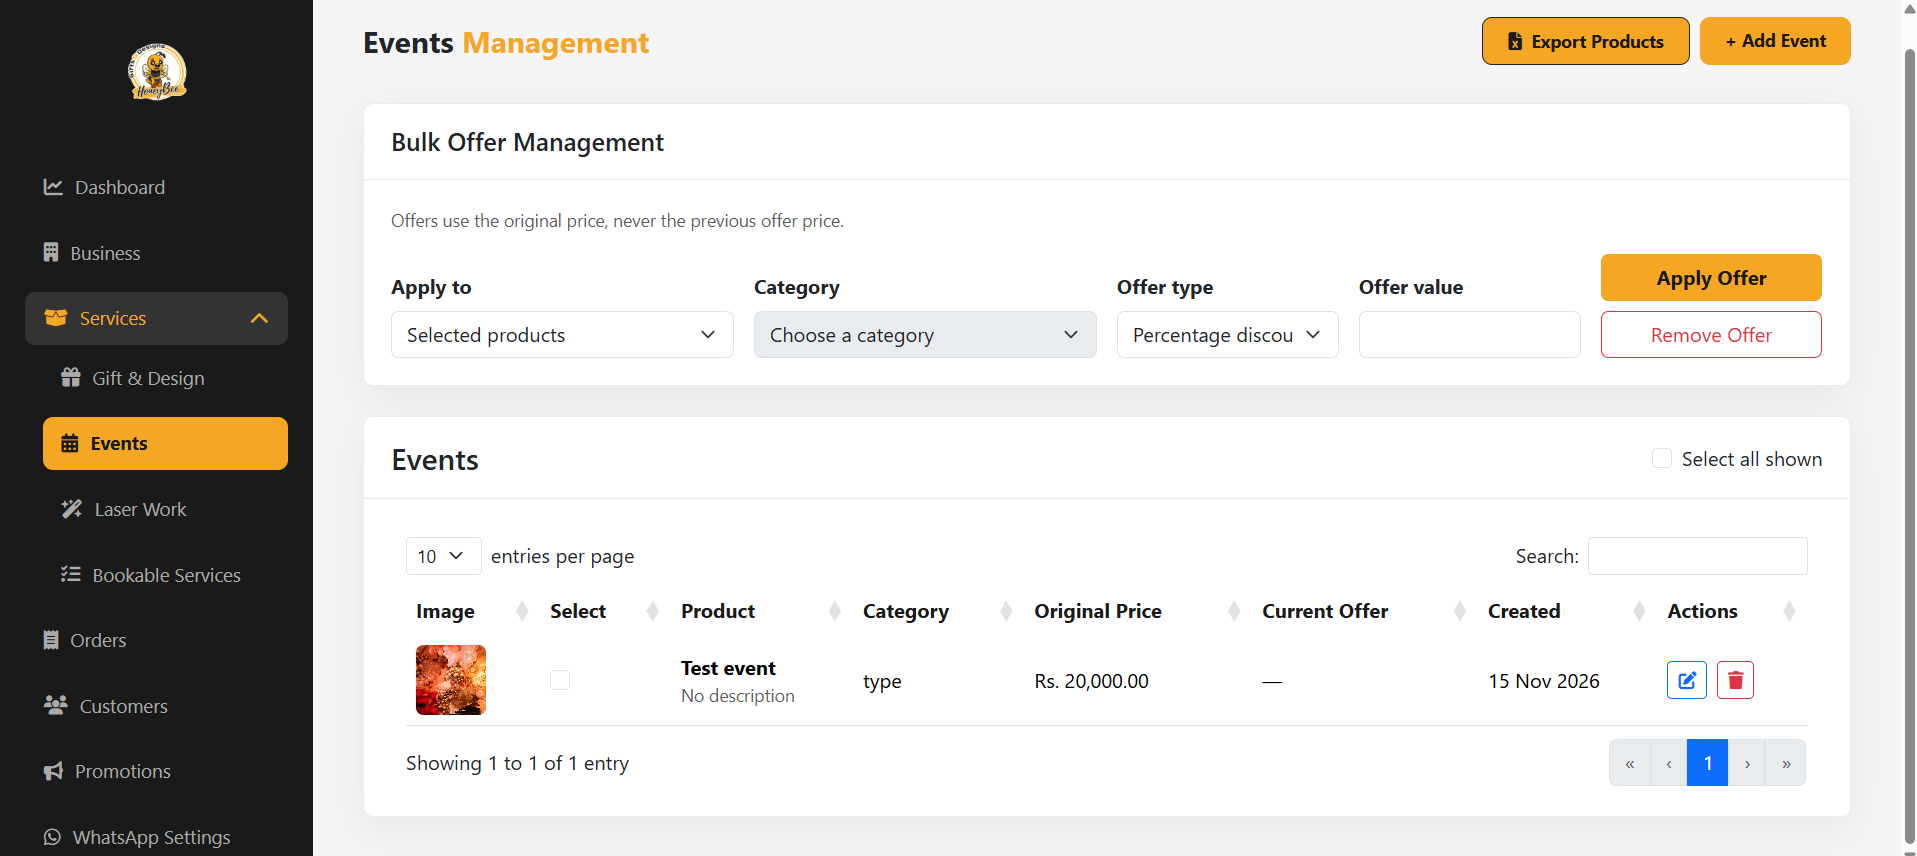 Designs
HoneyBee
Dashboard
Business
Services
Gift & Design
Events
Laser Work
Bookable Services
Orders
Customers
Promotions
WhatsApp Settings
Events Management
Export Products
+ Add Event
Bulk Offer Management
Offers use the original price, never the previous offer price.
Apply to
Selected products
Category
Choose a category
Offer type
Percentage discou
Offer value
Apply Offer
Remove Offer
Events
Select all shown
10 entries per page
Search:
Image Select Product Category Original Price Current Offer Created Actions
Test event
No description
type
Rs. 20,000.00
—
15 Nov 2026
Showing 1 to 1 of 1 entry
« ‹ 1 › »